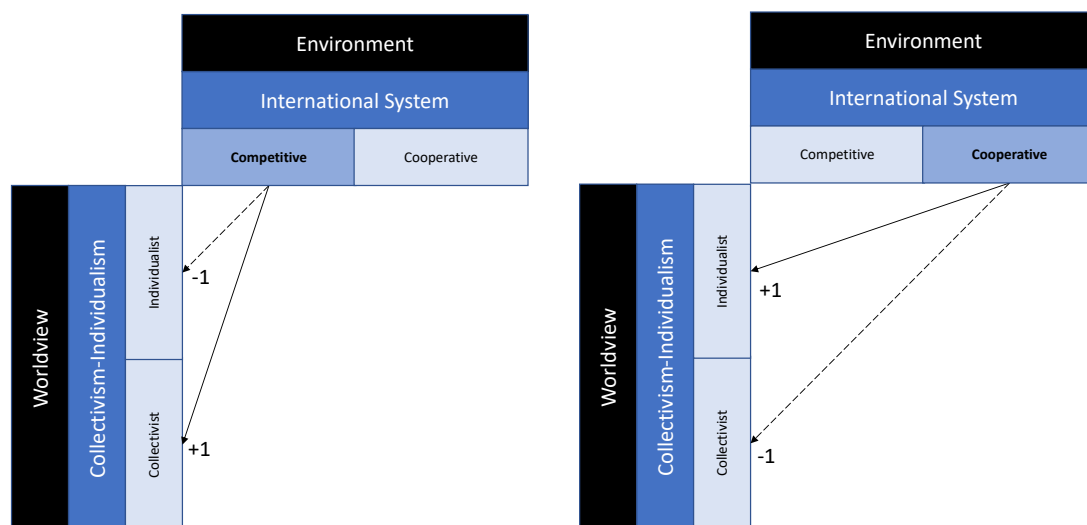 Environment
International System
Competitive
Cooperative
Worldview
Collectivism-Individualism
Individualist
Collectivist
-1
+1
Environment
International System
Competitive
Cooperative
Worldview
Collectivism-Individualism
Individualist
Collectivist
+1
-1